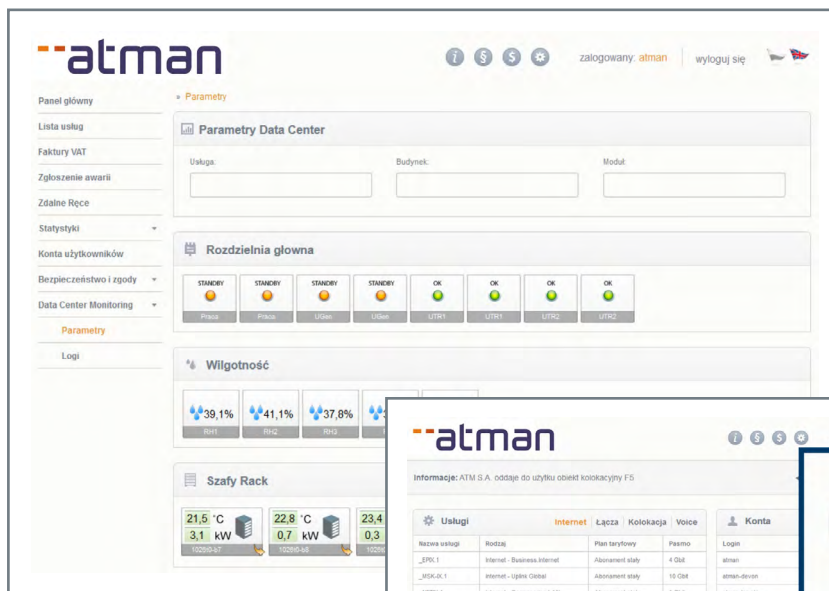 atman
zalogowany: atman
wyloguj się
Panel główny
Lista usług
Faktury VAT
Zgłoszenie awarii
Zdalne Ręce
Statystyki
Konta użytkowników
Bezpieczeństwo i zgody
Data Center Monitoring
Parametry
Logi
Parametry
Parametry Data Center
Usługa: Budynek: Moduł:
Rozdzielnia głowna
STANDBY STANDBY STANDBY STANDBY OK OK OK OK
Praca Praca UGen UGen UTR1 UTR1 UTR2 UTR2
Wilgotność
39,1% 41,1% 37,8%
RH1 RH2 RH3
Szafy Rack
21,5 °C 22,8 °C 23,4
3,1 kW 0,7 kW 0,3
atman
Informacje: ATM S.A. oddaje do użytku obiekt kolokacyjny F5
Usługi Internet Łącza Kolokacja Voice Konta
Nazwa usługi Rodzaj Plan taryfowy Pasmo Login
_EPIX.1 Internet - Business Internet Abonament stały 4 Gbit atman
_MSK-IX.1 Internet - Uplink Global Abonament stały 10 Gbit atman-devon